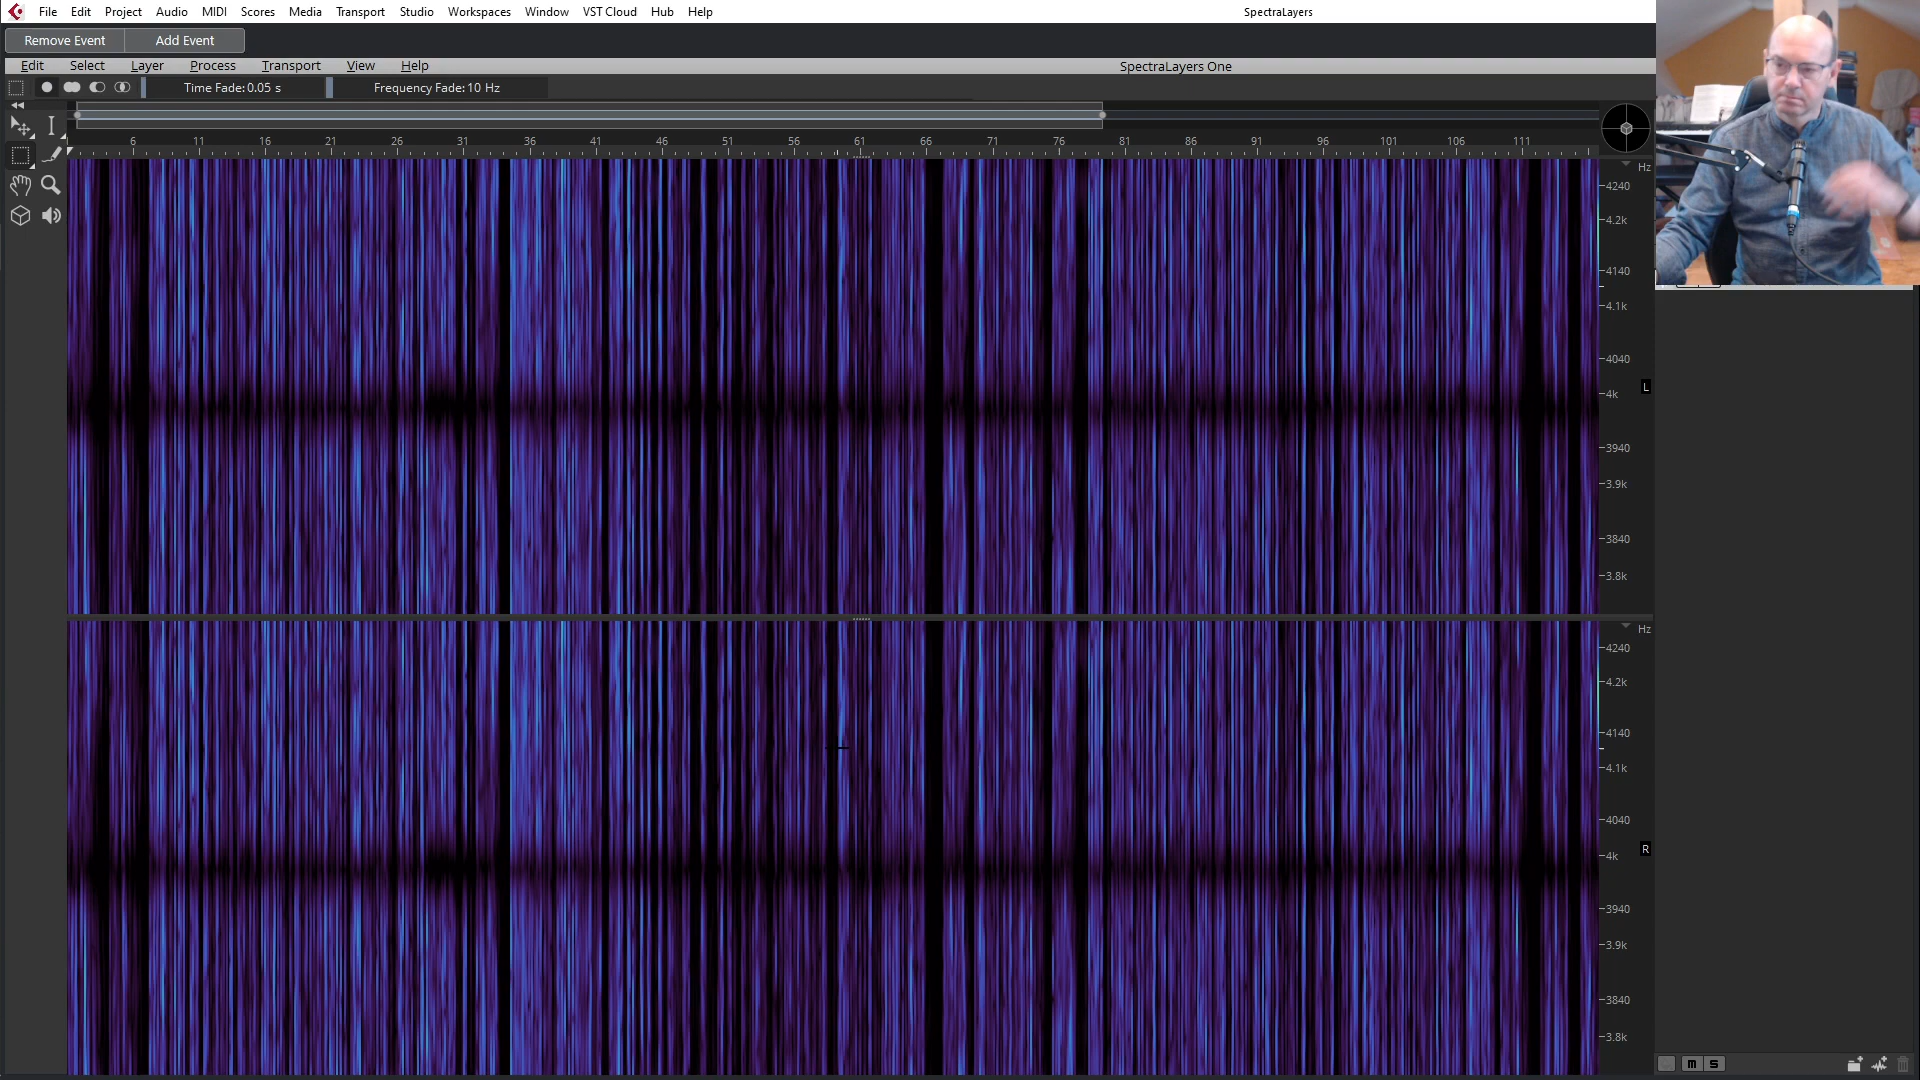 File Edit Project Audio MIDI Scores Media Transport Studio Workspaces Window VST Cloud Hub Help SpectraLayers
Remove Event Add Event
Edit Select Layer Process Transport View Help SpectraLayers One
Time Fade: 0.05 s Frequency Fade: 10 Hz
6 11 16 21 26 31 36 41 46 51 56 61 66 71 76 81 86 91 96 101 106 111
Hz
4240
4.2k
4140
4.1k
4040
L
4k
3940
3.9k
3840
3.8k
Hz
4240
4.2k
4140
4.1k
4040
R
4k
3940
3.9k
3840
3.8k
m s